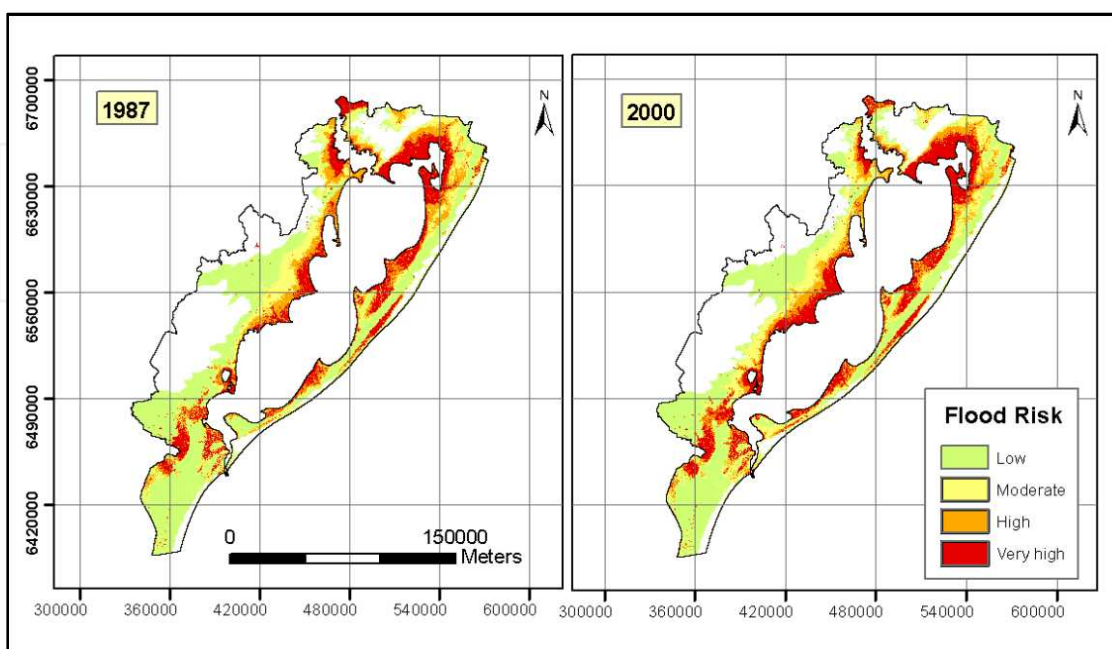 1987
N
2000
N
6700000
6630000
6560000
6490000
6420000
0
150000
Meters
Flood Risk
Low
Moderate
High
Very high
300000 360000 420000 480000 540000 600000
300000 360000 420000 480000 540000 600000